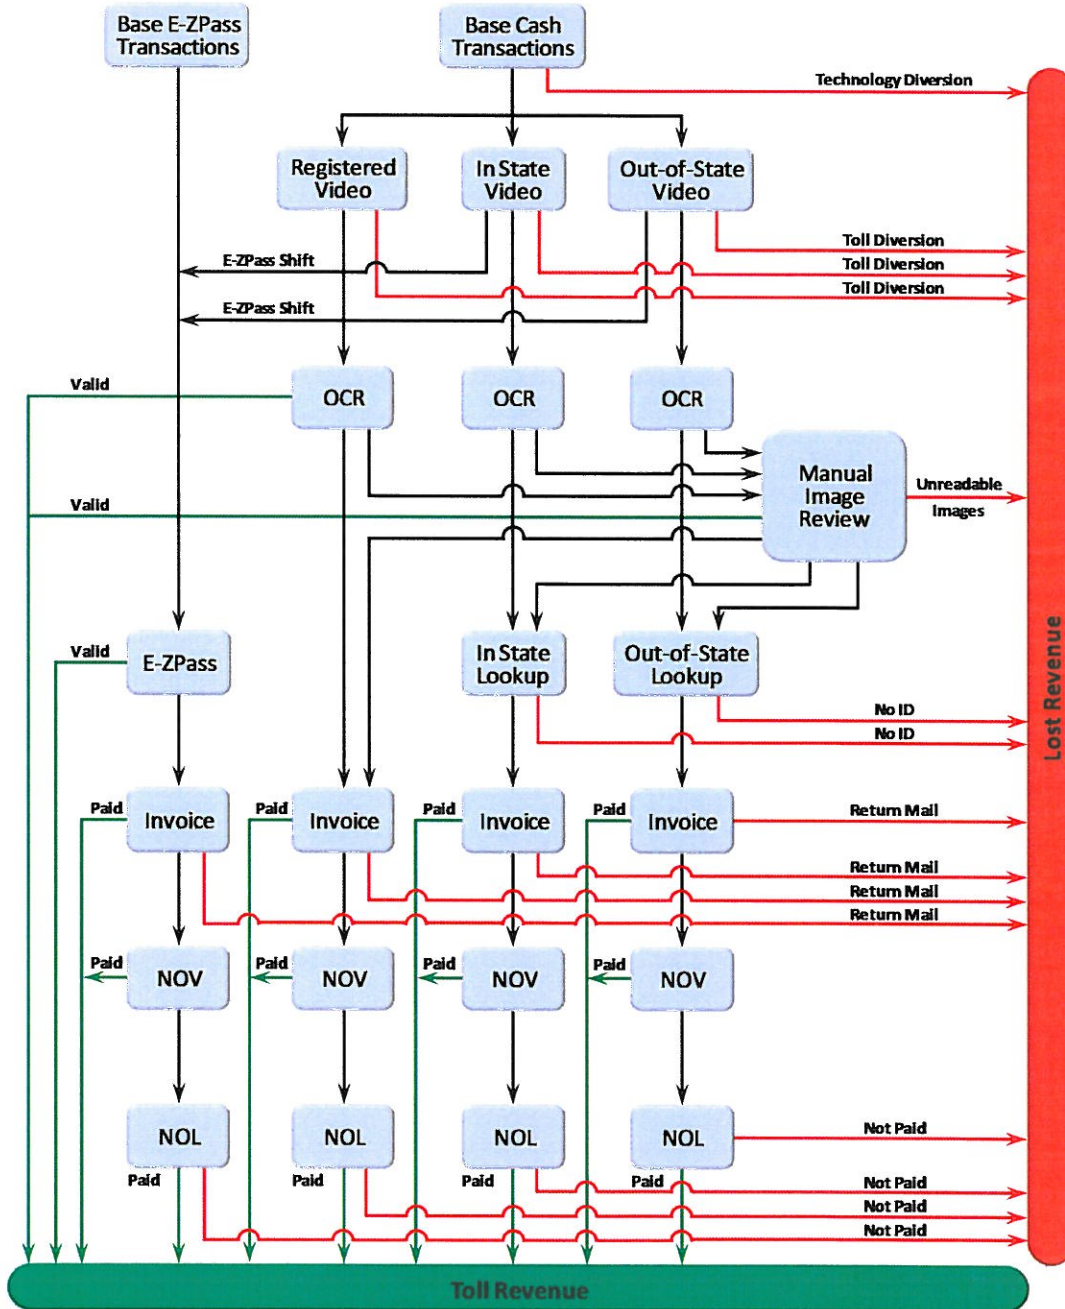 Base E-ZPass
Transactions
Base Cash
Transactions
Technology Diversion
Registered
Video
In State
Video
Out-of-State
Video
Toll Diversion
E-ZPass Shift
Toll Diversion
Toll Diversion
E-ZPass Shift
Valid
OCR
OCR
OCR
Manual
Image
Review
Unreadable
Images
Valid
Lost Revenue
Valid
E-ZPass
In State
Lookup
Out-of-State
Lookup
No ID
No ID
Paid
Invoice
Paid
Invoice
Paid
Invoice
Paid
Invoice
Return Mail
Return Mail
Return Mail
Return Mail
Paid
NOV
Paid
NOV
Paid
NOV
Paid
NOV
NOL
NOL
NOL
NOL
Not Paid
Paid
Paid
Paid
Paid
Not Paid
Not Paid
Not Paid
Toll Revenue